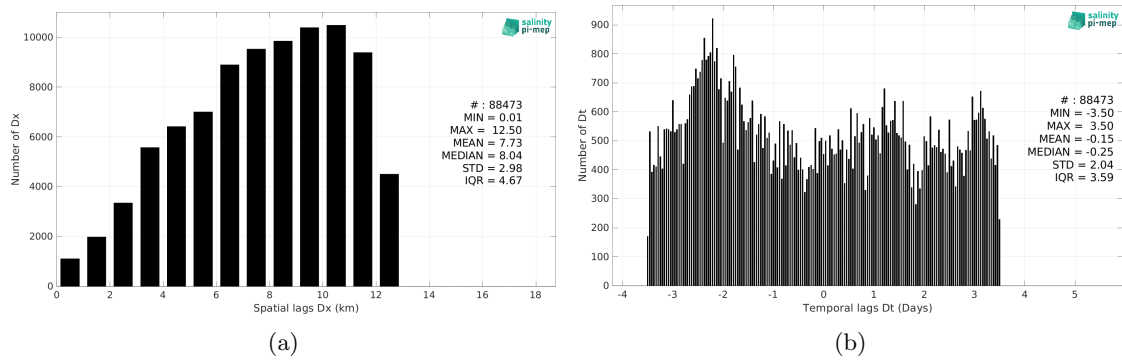 salinity
pi-mep
10000
8000
6000
4000
2000
0
Number of Dx
# : 88473
MIN = 0.01
MAX = 12.50
MEAN = 7.73
MEDIAN = 8.04
STD = 2.98
IQR = 4.67
0 2 4 6 8 10 12 14 16 18
Spatial lags Dx (km)
(a)
salinity
pi-mep
900
800
700
600
500
400
300
200
100
0
Number of Dt
# : 88473
MIN = -3.50
MAX = 3.50
MEAN = -0.15
MEDIAN = -0.25
STD = 2.04
IQR = 3.59
-4 -3 -2 -1 0 1 2 3 4 5
Temporal lags Dt (Days)
(b)